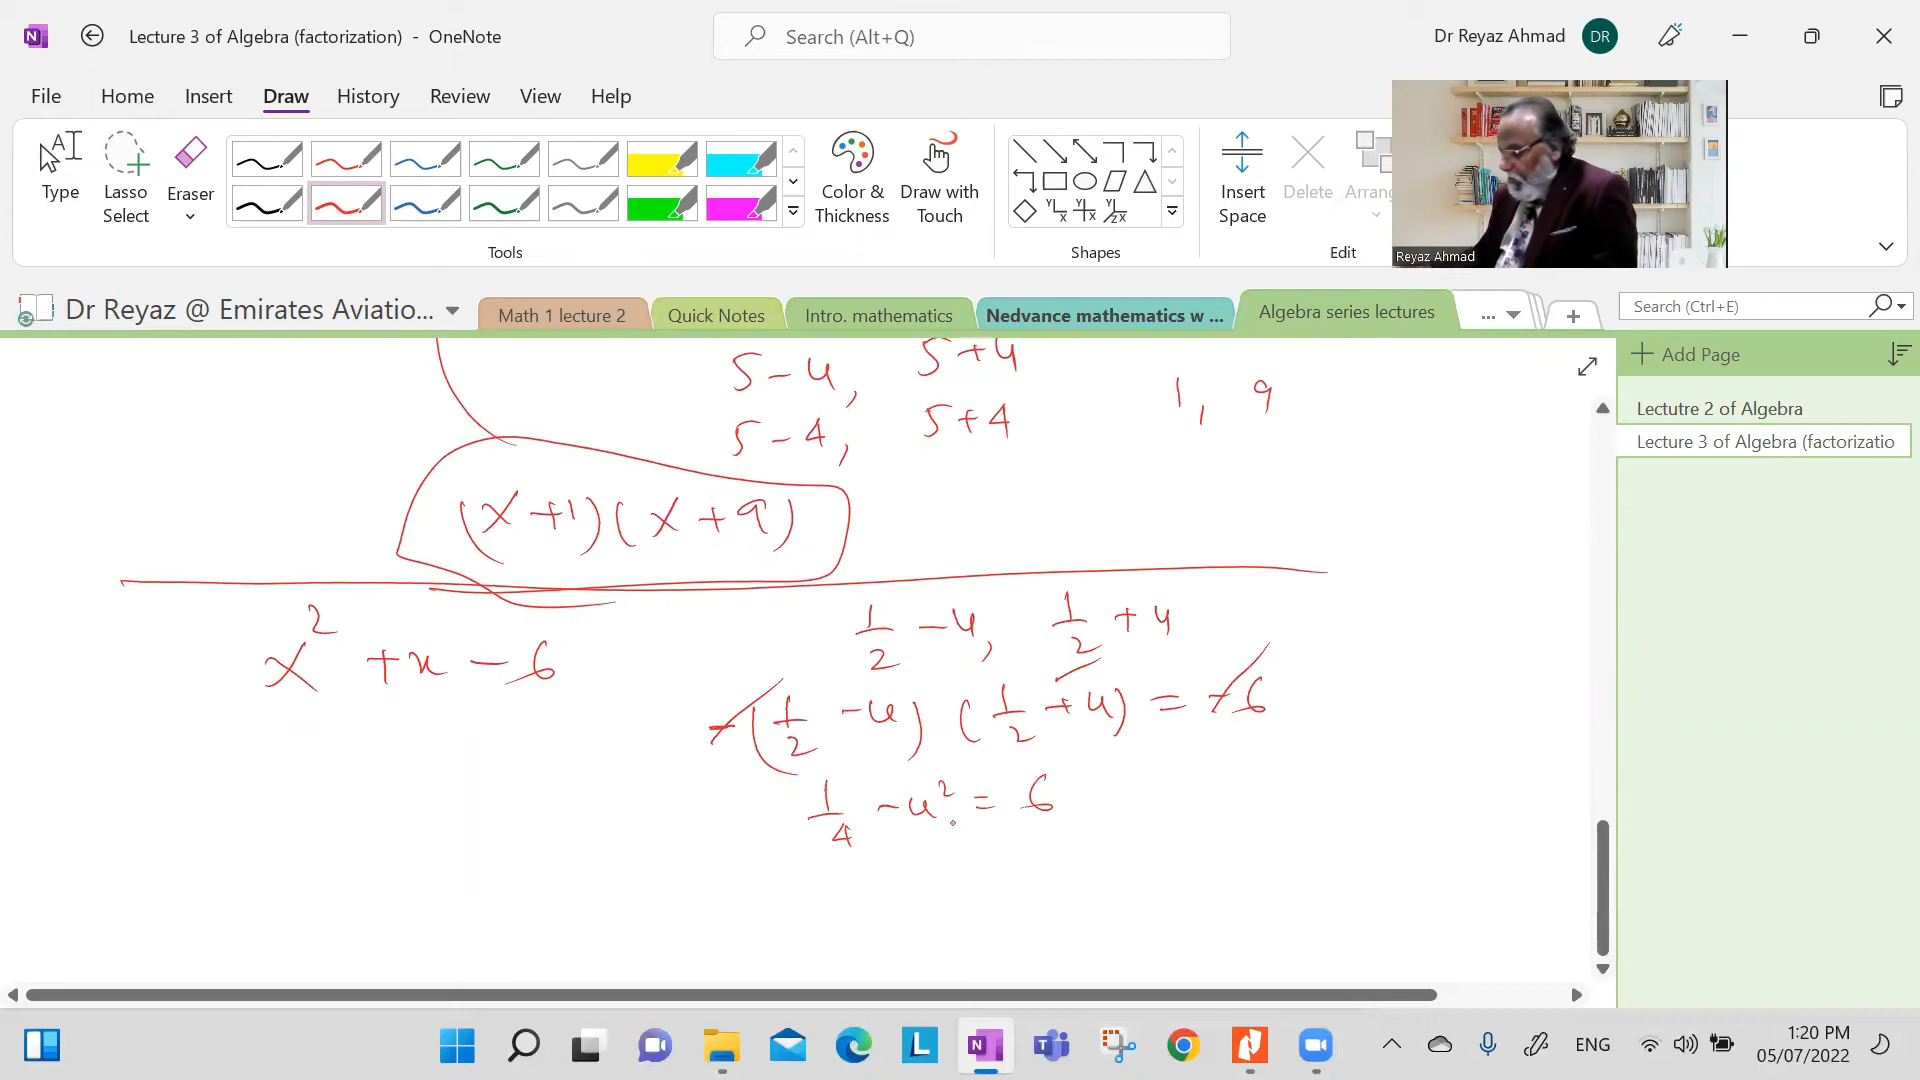 Lecture 3 of Algebra (factorization) - OneNote
Search (Alt+Q)
Dr Reyaz Ahmad
DR
File Home Insert Draw History Review View Help
Type
Lasso Select
Eraser
Color & Thickness
Draw with Touch
Insert Space
Delete
Arrang
Tools
Shapes
Edit
Reyaz Ahmad
Dr Reyaz @ Emirates Aviatio...
Math 1 lecture 2
Quick Notes
Intro. mathematics
Nedvance mathematics w ...
Algebra series lectures
...
Search (Ctrl+E)
Add Page
Lectutre 2 of Algebra
Lecture 3 of Algebra (factorizatio
5-u, 5+u
5-4, 5+4 1, 9
(x+1)(x+9)
x² +x -6
1/2 -u, 1/2 +u
-(1/2 -u) (1/2 +u) = -6
1/4 -u² = 6
ENG
1:20 PM
05/07/2022